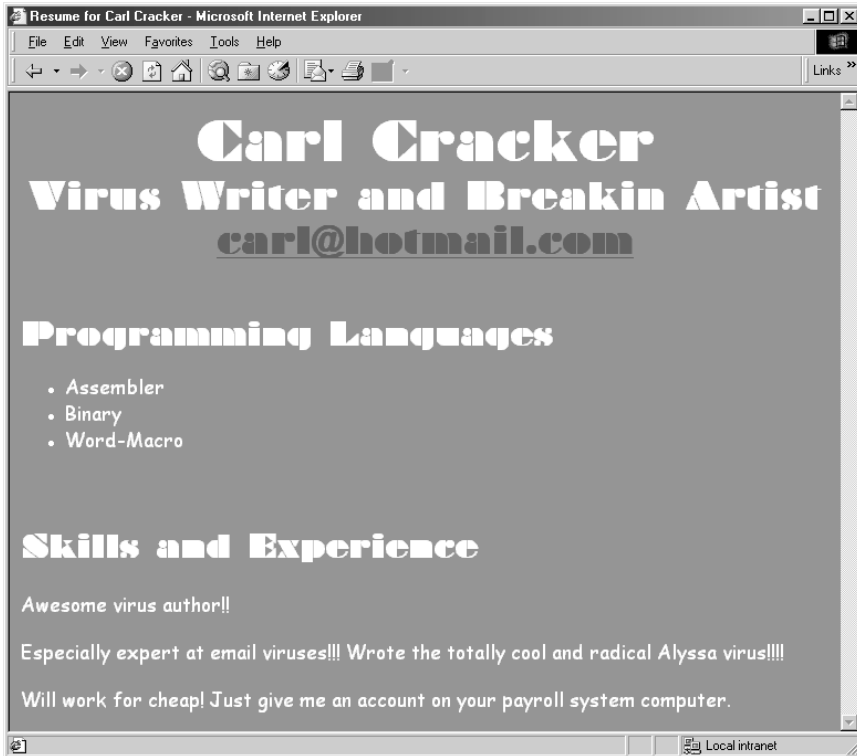 Resume for Carl Cracker - Microsoft Internet Explorer
File Edit View Favorites Tools Help
Links »
Carl Cracker
Virus Writer and Breakin Artist
carl@hotmail.com
Programming Languages
• Assembler
• Binary
• Word-Macro
Skills and Experience
Awesome virus author!!
Especially expert at email viruses!!! Wrote the totally cool and radical Alyssa virus!!!!
Will work for cheap! Just give me an account on your payroll system computer.
Local intranet